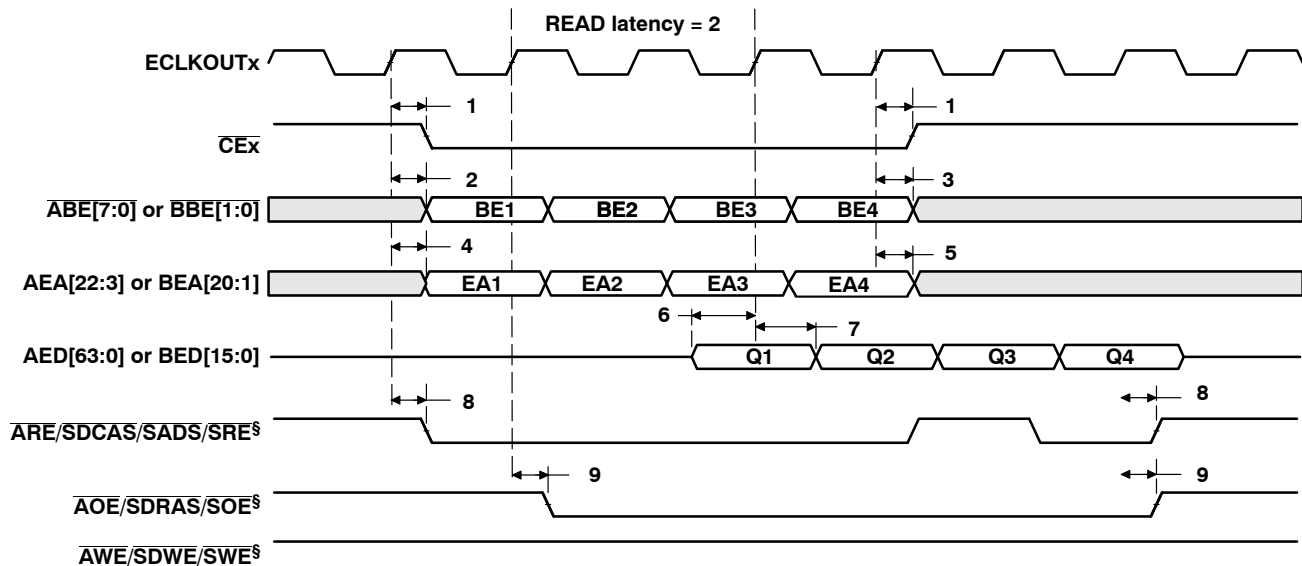 READ latency = 2
ECLKOUTx
1
1
CEx
2
3
ABE[7:0] or BBE[1:0]
BE1
BE2
BE3
BE4
4
5
AEA[22:3] or BEA[20:1]
EA1
EA2
EA3
EA4
6
7
AED[63:0] or BED[15:0]
Q1
Q2
Q3
Q4
8
8
ARE/SDCAS/SADS/SRE§
9
9
AOE/SDRAS/SOE§
AWE/SDWE/SWE§